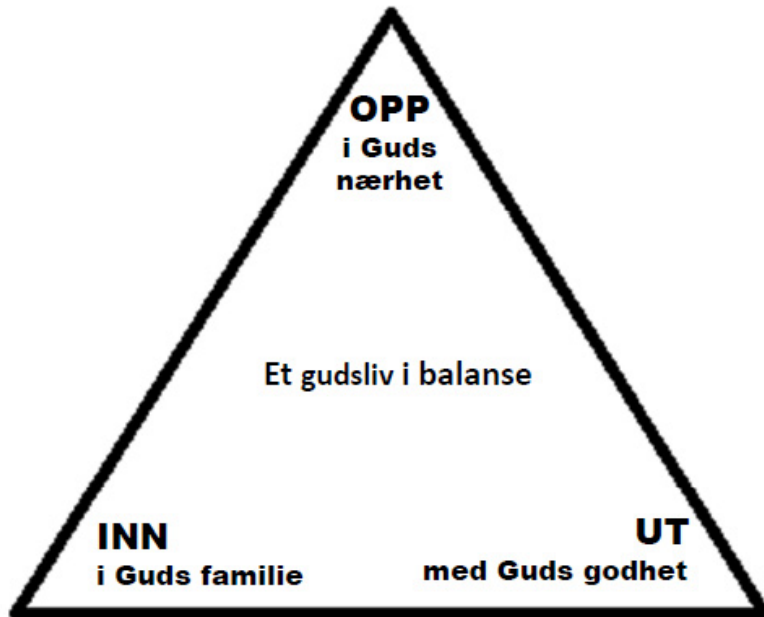 OPP
i Guds
nærhet
Et gudsliv i balanse
INN
i Guds familie
UT
med Guds godhet